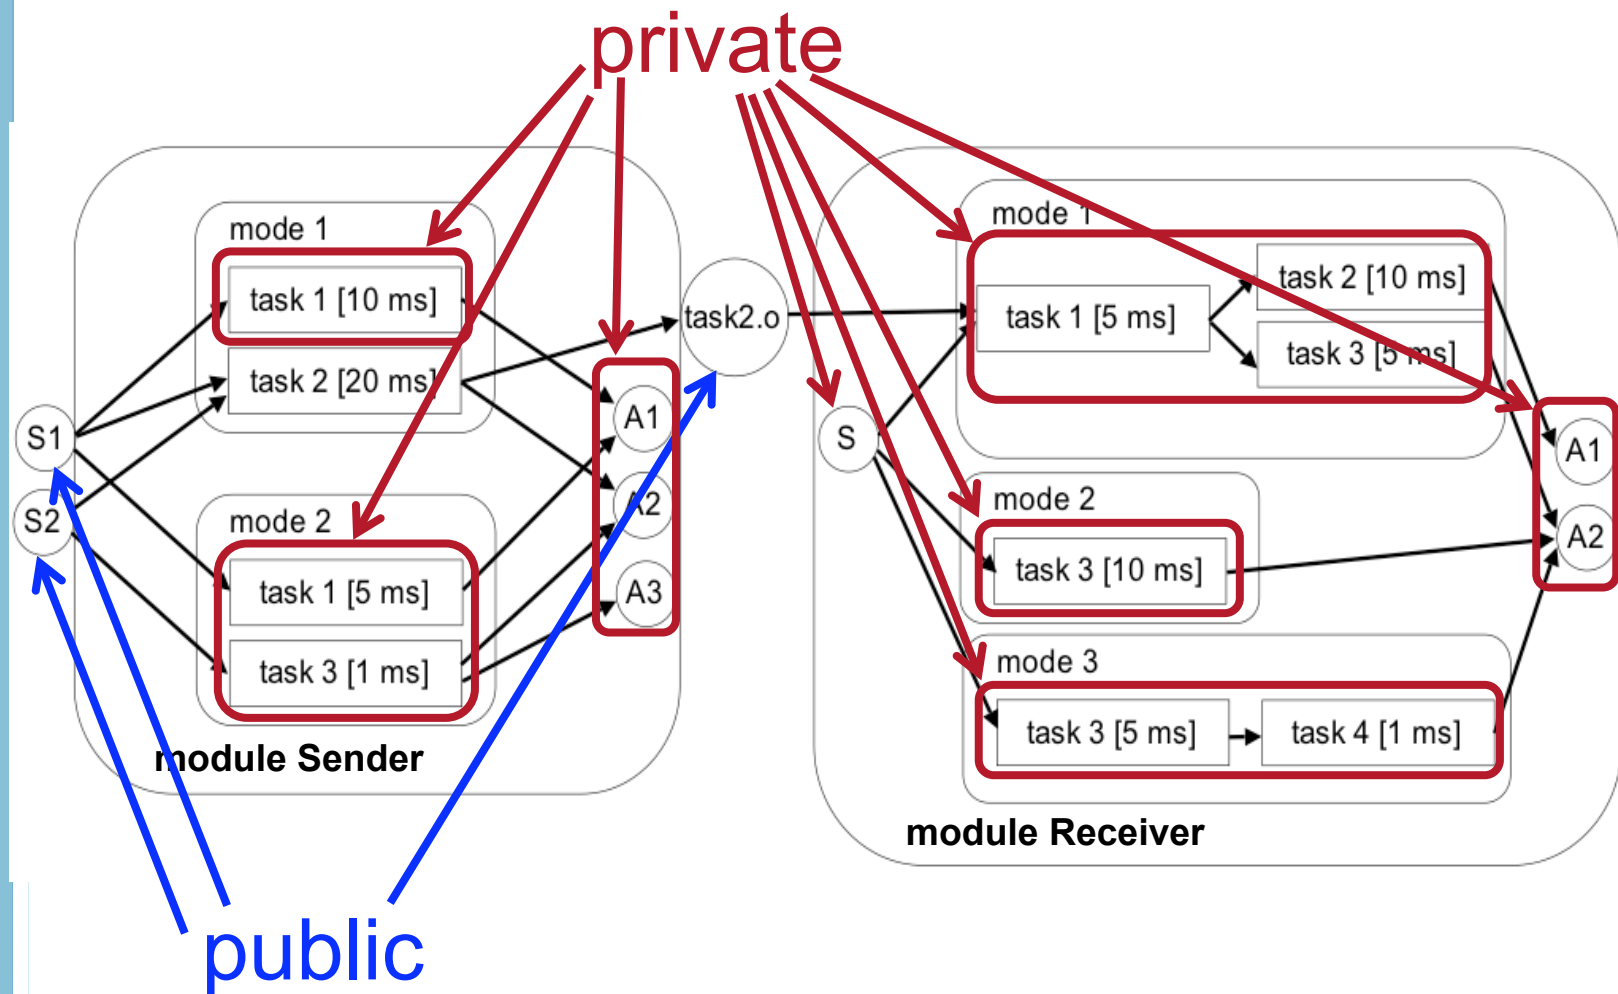 private
mode 1
task 1 [10 ms]
task 2 [20 ms]
S1
S2
mode 2
task 1 [5 ms]
task 3 [1 ms]
A1
A2
A3
module Sender
task2.o
mode 1
task 1 [5 ms]
task 2 [10 ms]
task 3 [5 ms]
S
mode 2
task 3 [10 ms]
mode 3
task 3 [5 ms]
task 4 [1 ms]
A1
A2
module Receiver
public